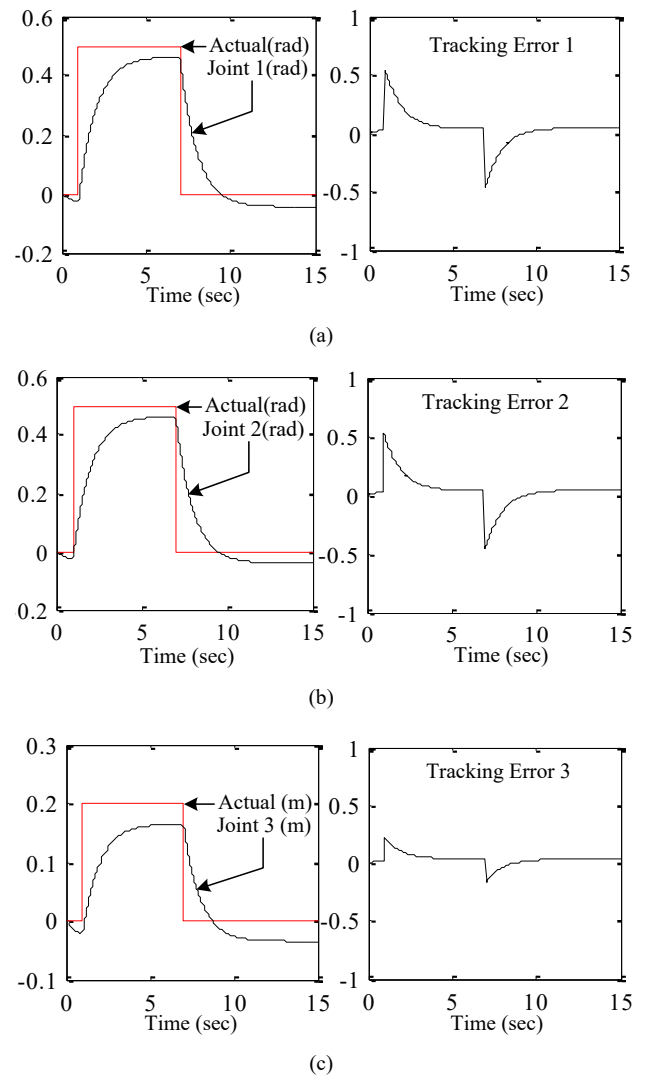 0.6
0.4
0.2
0
-0.2
0 5 10 15
Time (sec)
Actual(rad)
Joint 1(rad)
1
0.5
0
-0.5
-1
0 5 10 15
Time (sec)
Tracking Error 1
(a)
0.6
0.4
0.2
0
0.2
0 5 10 15
Time (sec)
Actual(rad)
Joint 2(rad)
1
0.5
0
-0.5
-1
0 5 10 15
Time (sec)
Tracking Error 2
(b)
0.3
0.2
0.1
0
-0.1
0 5 10 15
Time (sec)
Actual (m)
Joint 3 (m)
1
0.5
0
-0.5
-1
0 5 10 15
Time (sec)
Tracking Error 3
(c)